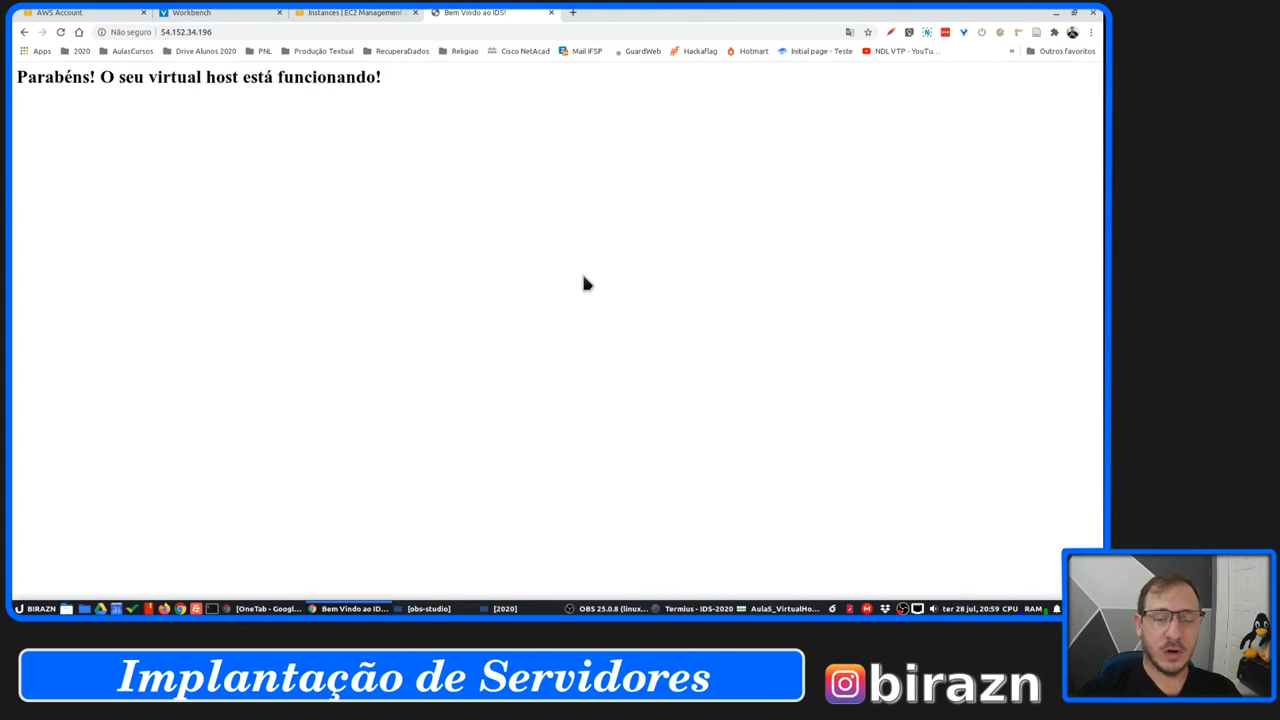 AWS Account
Workbench
Instances | EC2 Management
Bem Vindo ao IDS!
Não seguro
54.152.34.196
Apps
2020
AulasCursos
Drive Alunos 2020
PNL
Produção Textual
RecuperaDados
Religiao
Cisco NetAcad
Mail IFSP
GuardWeb
Hackaflag
Hotmart
Initial page - Teste
NDL VTP - YouTu...
»
Outros favoritos
Parabéns! O seu virtual host está funcionando!
BIRAZN
[OneTab - Googl...
Bem Vindo ao ID...
[obs-studio]
[2020]
OBS 25.0.8 (linux...
Termius - IDS-2020
Aula5_VirtualHo...
ter 28 jul, 20:59
CPU
RAM
Implantação de Servidores
birazn